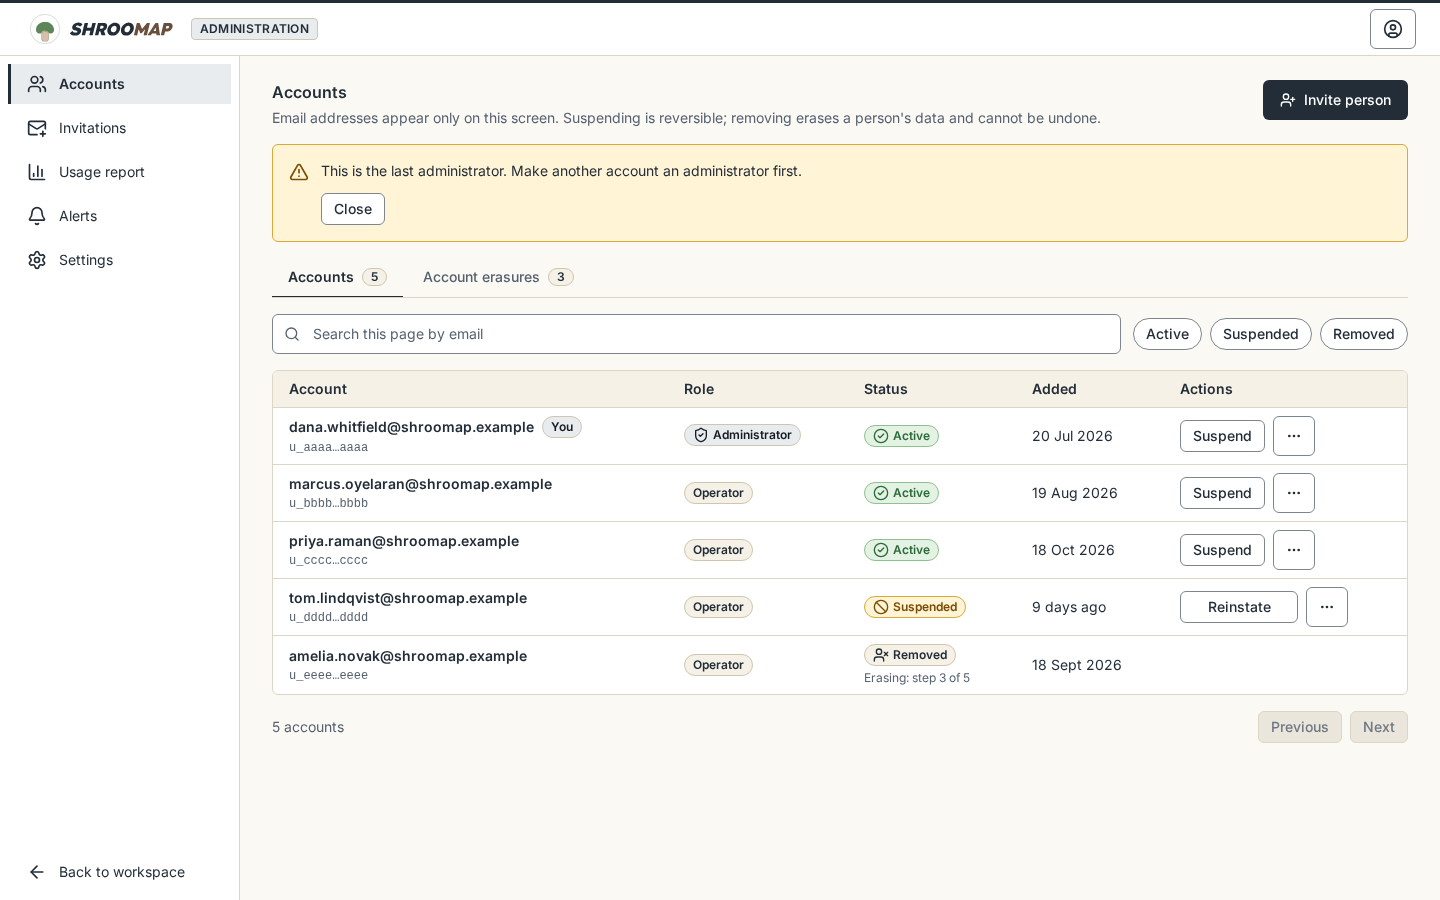 SHROOMAP ADMINISTRATION
Accounts
Invitations
Usage report
Alerts
Settings
Back to workspace
Accounts
Email addresses appear only on this screen. Suspending is reversible; removing erases a person's data and cannot be undone.
Invite person
This is the last administrator. Make another account an administrator first.
Close
Accounts 5 Account erasures 3
Search this page by email
Active Suspended Removed
Account Role Status Added Actions
dana.whitfield@shroomap.example You
u_aaaa…aaaa
Administrator Active 20 Jul 2026 Suspend ...
marcus.oyelaran@shroomap.example
u_bbbb…bbbb
Operator Active 19 Aug 2026 Suspend ...
priya.raman@shroomap.example
u_cccc…cccc
Operator Active 18 Oct 2026 Suspend ...
tom.lindqvist@shroomap.example
u_dddd…dddd
Operator Suspended 9 days ago Reinstate ...
amelia.novak@shroomap.example
u_eeee…eeee
Operator Removed 18 Sept 2026
Erasing: step 3 of 5
5 accounts
Previous Next